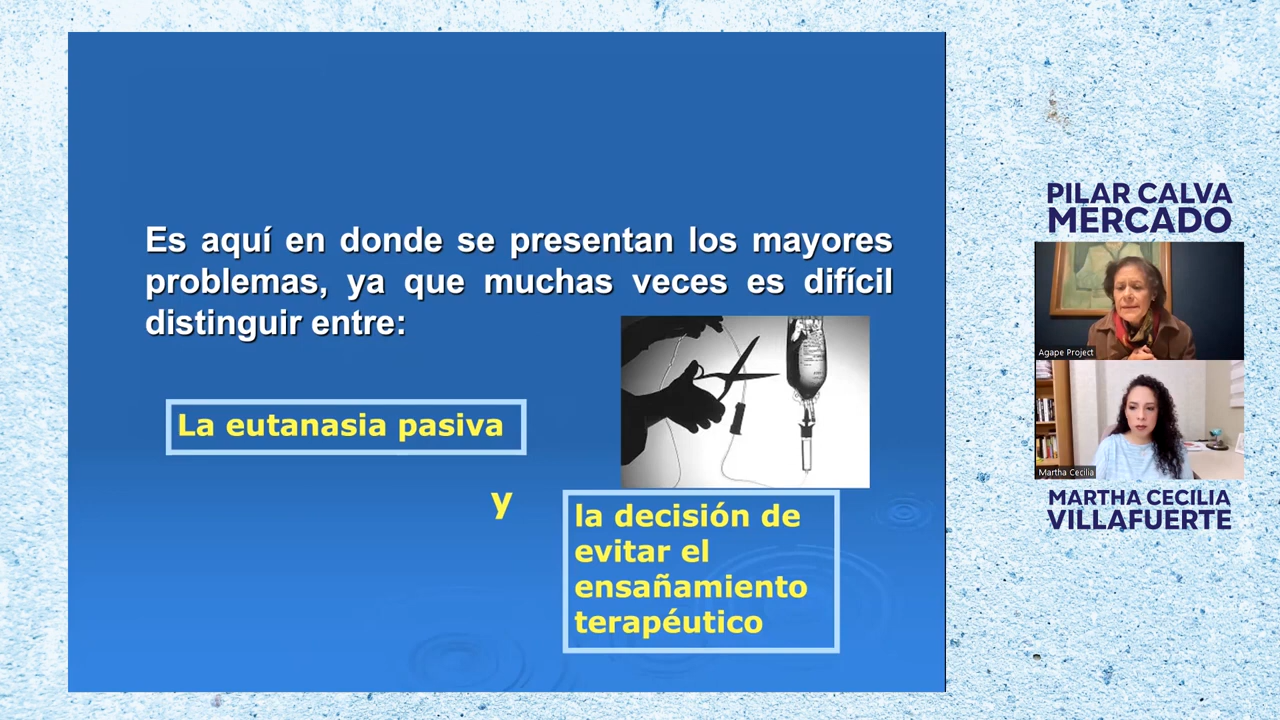 Es aquí en donde se presentan los mayores
problemas, ya que muchas veces es difícil
distinguir entre:
La eutanasia pasiva
y
la decisión de
evitar el
ensañamiento
terapéutico
PILAR CALVA
MERCADO
Agape Project
Martha Cecilia
MARTHA CECILIA
VILLAFUERTE